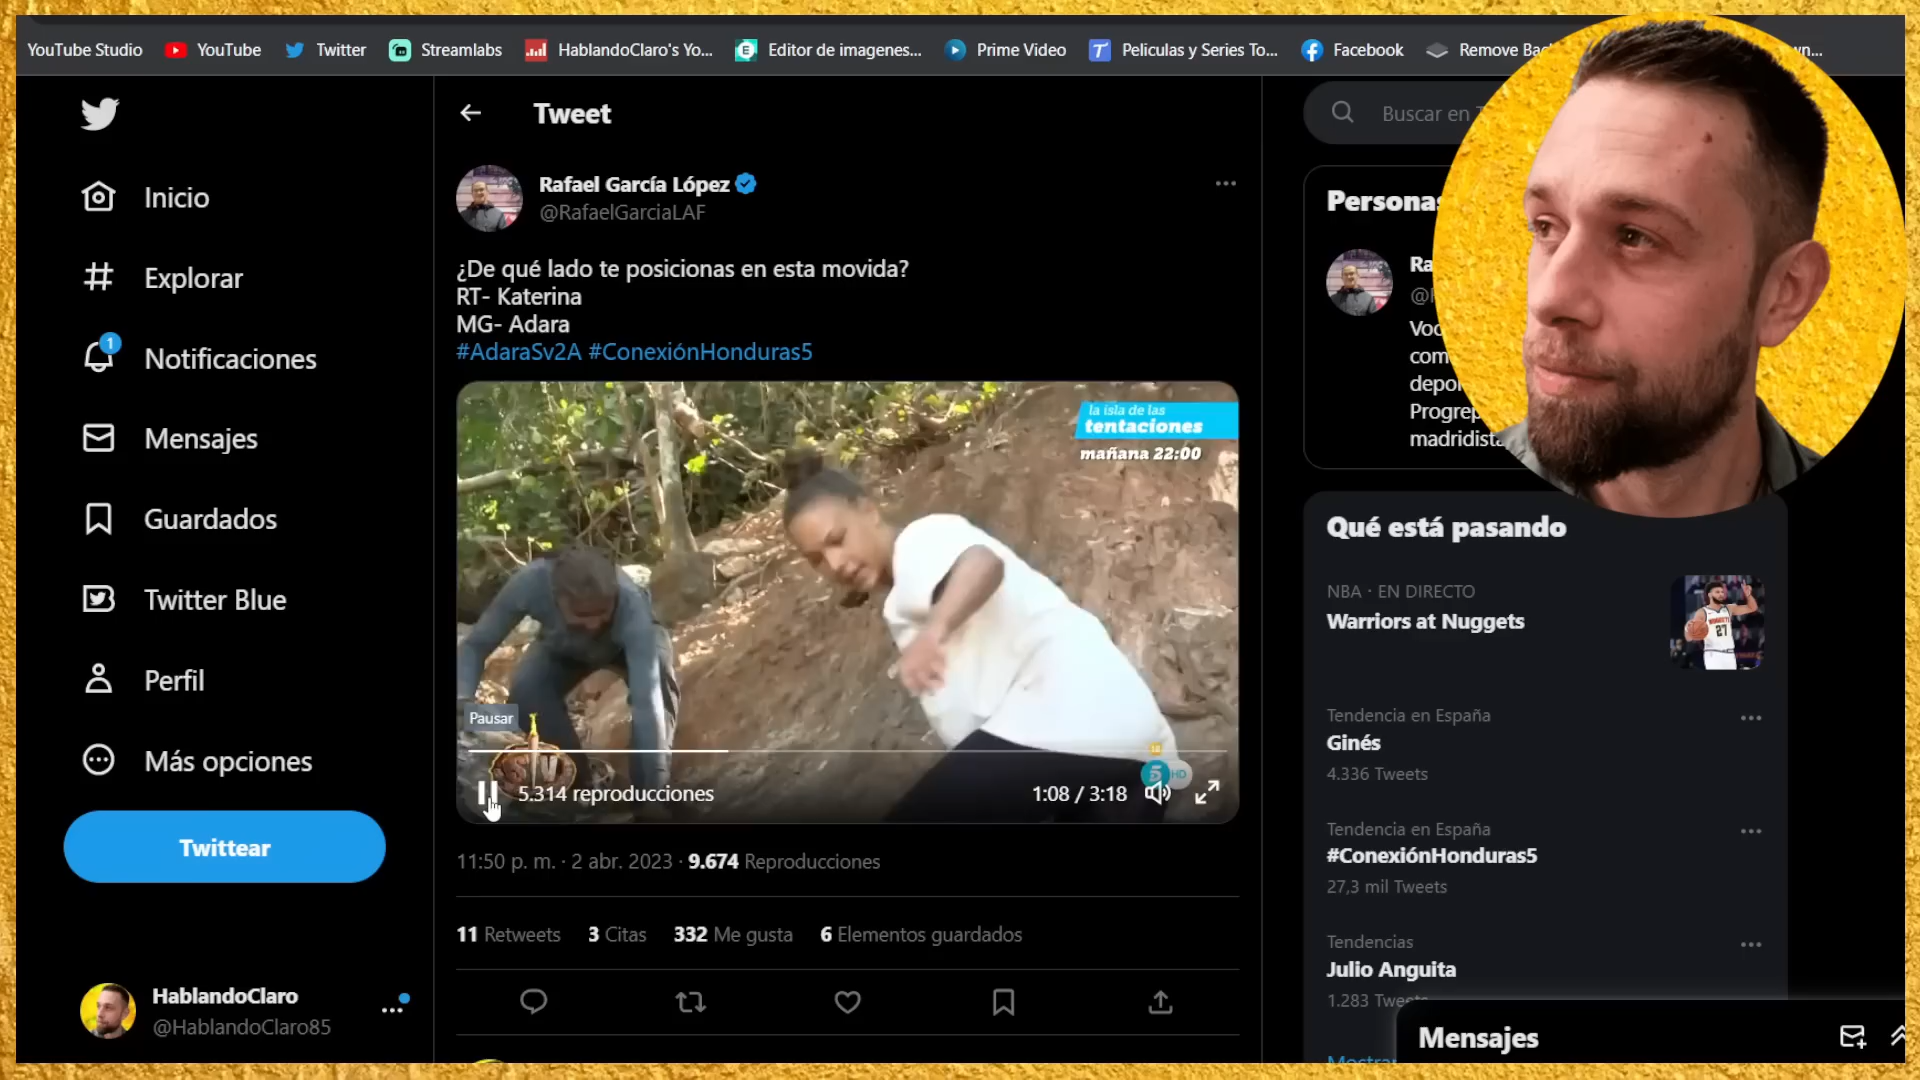 YouTube Studio
YouTube
Twitter
Streamlabs
HablandoClaro's Yo...
Editor de imagenes...
Prime Video
Peliculas y Series To...
Facebook
Remove
Inicio
Explorar
1
Notificaciones
Mensajes
Guardados
Twitter Blue
Perfil
Más opciones
Twittear
HablandoClaro
@HablandoClaro85
Tweet
Rafael García López
@RafaelGarciaLAF
¿De qué lado te posicionas en esta movida?
RT- Katerina
MG- Adara
#AdaraSv2A #ConexiónHonduras5
la isla de las
tentaciones
mañana 22:00
Pausar
SV
5.314 reproducciones
1:08 / 3:18
5 HD
11:50 p. m. · 2 abr. 2023 · 9.674 Reproducciones
11 Retweets 3 Citas 332 Me gusta 6 Elementos guardados
Buscar en
Qué está pasando
NBA · EN DIRECTO
Warriors at Nuggets
27
Tendencia en España
Ginés
4.336 Tweets
Tendencia en España
#ConexiónHonduras5
27,3 mil Tweets
Tendencias
Julio Anguita
1.283 Tweets
Mensajes